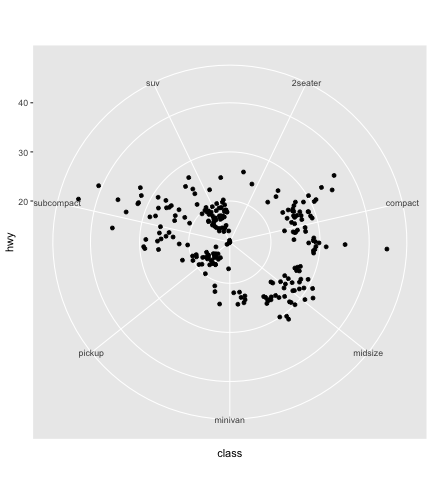 suv
2seater
40
30
20
subcompact
compact
hwy
pickup
midsize
minivan
class